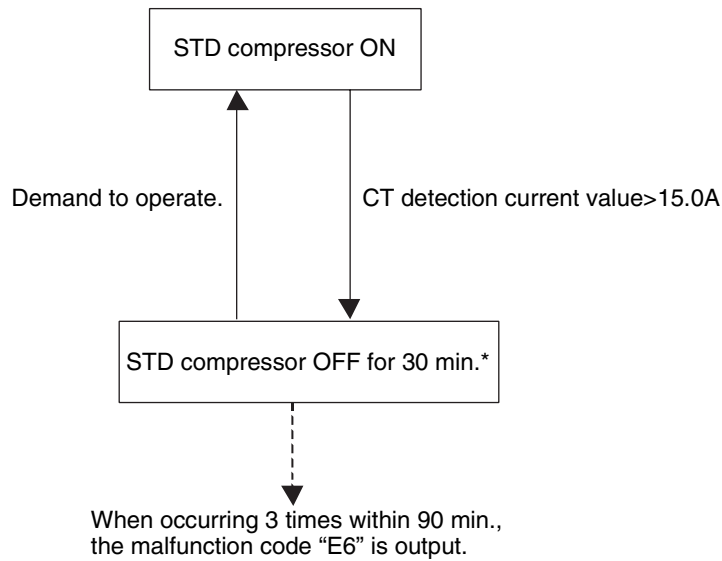 STD compressor ON
Demand to operate.
CT detection current value>15.0A
STD compressor OFF for 30 min.*
When occurring 3 times within 90 min.,
the malfunction code “E6” is output.